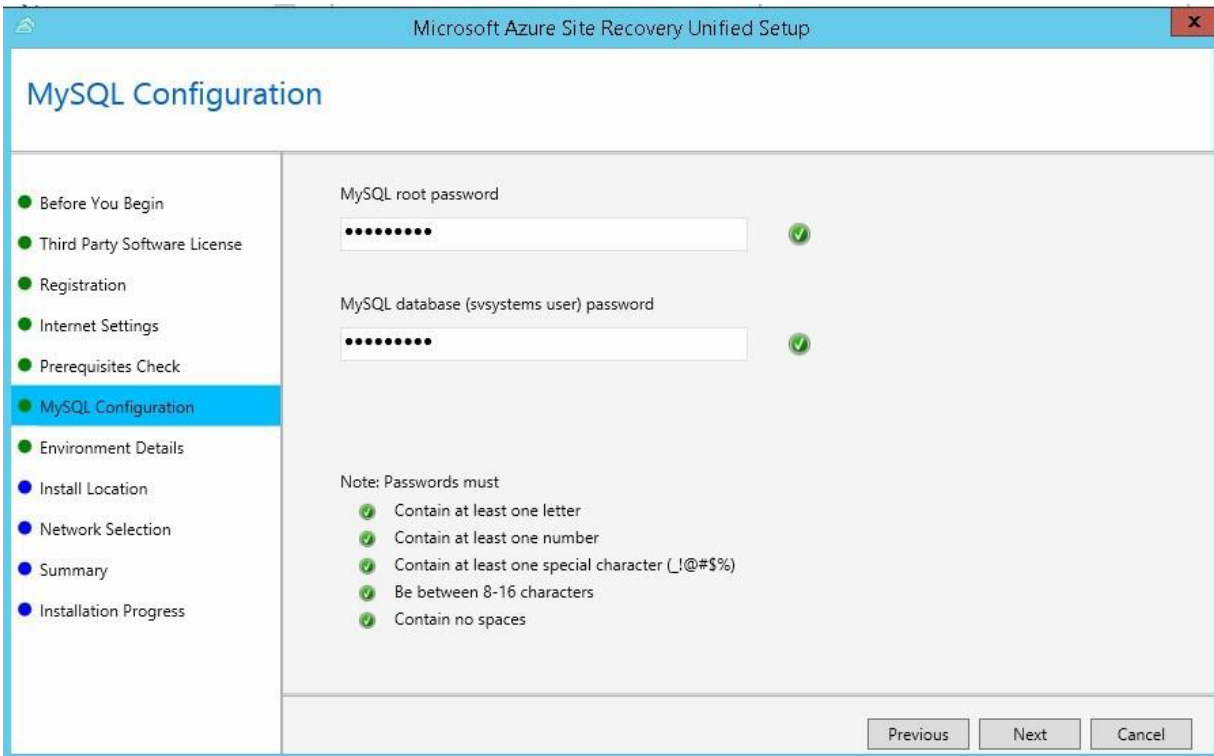 Microsoft Azure Site Recovery Unified Setup
x
MySQL Configuration
Before You Begin
Third Party Software License
Registration
Internet Settings
Prerequisites Check
MySQL Configuration
Environment Details
Install Location
Network Selection
Summary
Installation Progress
MySQL root password
•••••••••
MySQL database (svsystems user) password
•••••••••
Note: Passwords must
Contain at least one letter
Contain at least one number
Contain at least one special character (_!@#$%)
Be between 8-16 characters
Contain no spaces
Previous Next Cancel